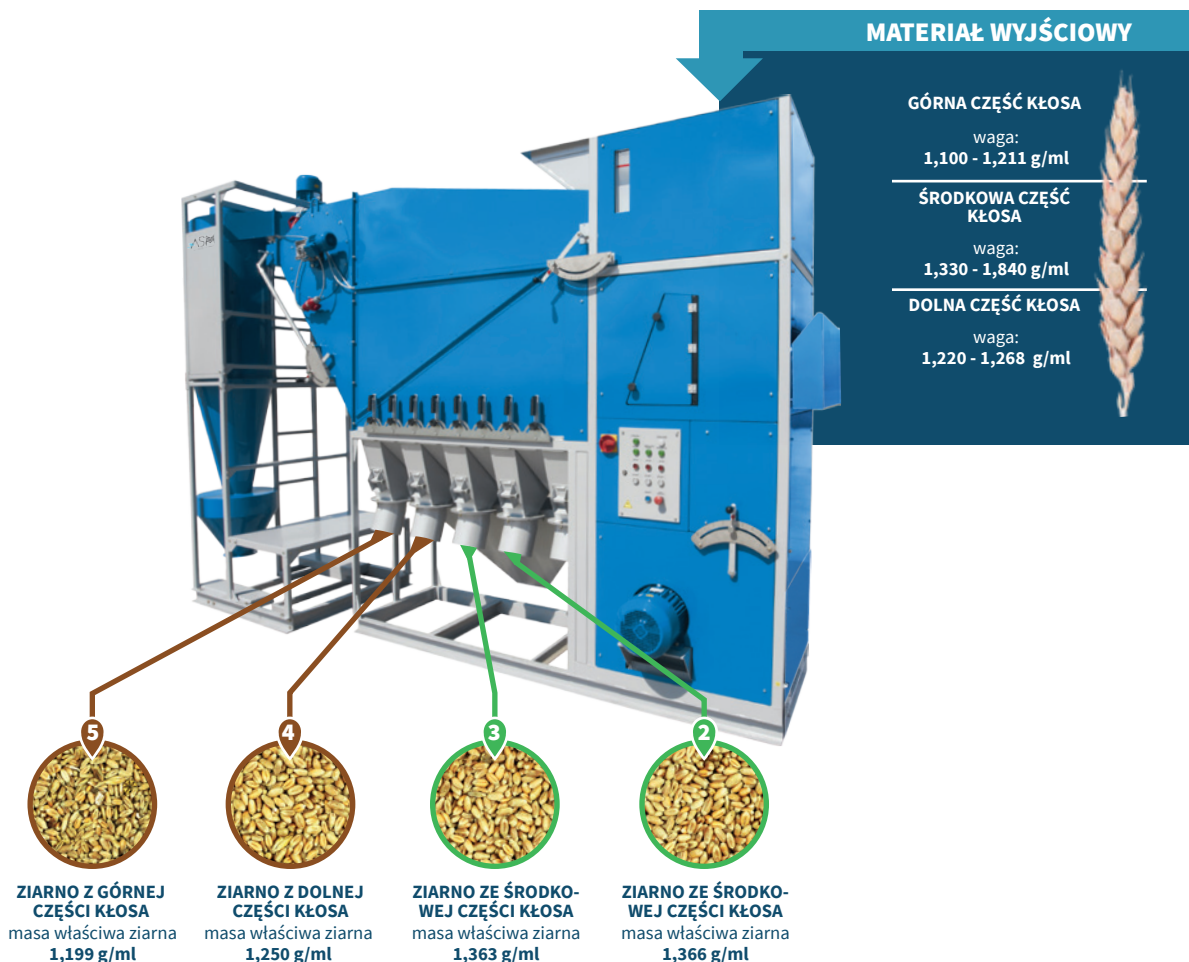 MATERIAŁ WYJŚCIOWY
GÓRNA CZĘŚĆ KŁOSA
waga:
1,100 - 1,211 g/ml
ŚRODKOWA CZĘŚĆ
KŁOSA
waga:
1,330 - 1,840 g/ml
DOLNA CZĘŚĆ KŁOSA
waga:
1,220 - 1,268 g/ml
5
4
3
2
ZIARNO Z GÓRNEJ
CZĘŚCI KŁOSA
masa właściwa ziarna
1,199 g/ml
ZIARNO Z DOLNEJ
CZĘŚCI KŁOSA
masa właściwa ziarna
1,250 g/ml
ZIARNO ZE ŚRODKO-
WEJ CZĘŚCI KŁOSA
masa właściwa ziarna
1,363 g/ml
ZIARNO ZE ŚRODKO-
WEJ CZĘŚCI KŁOSA
masa właściwa ziarna
1,366 g/ml